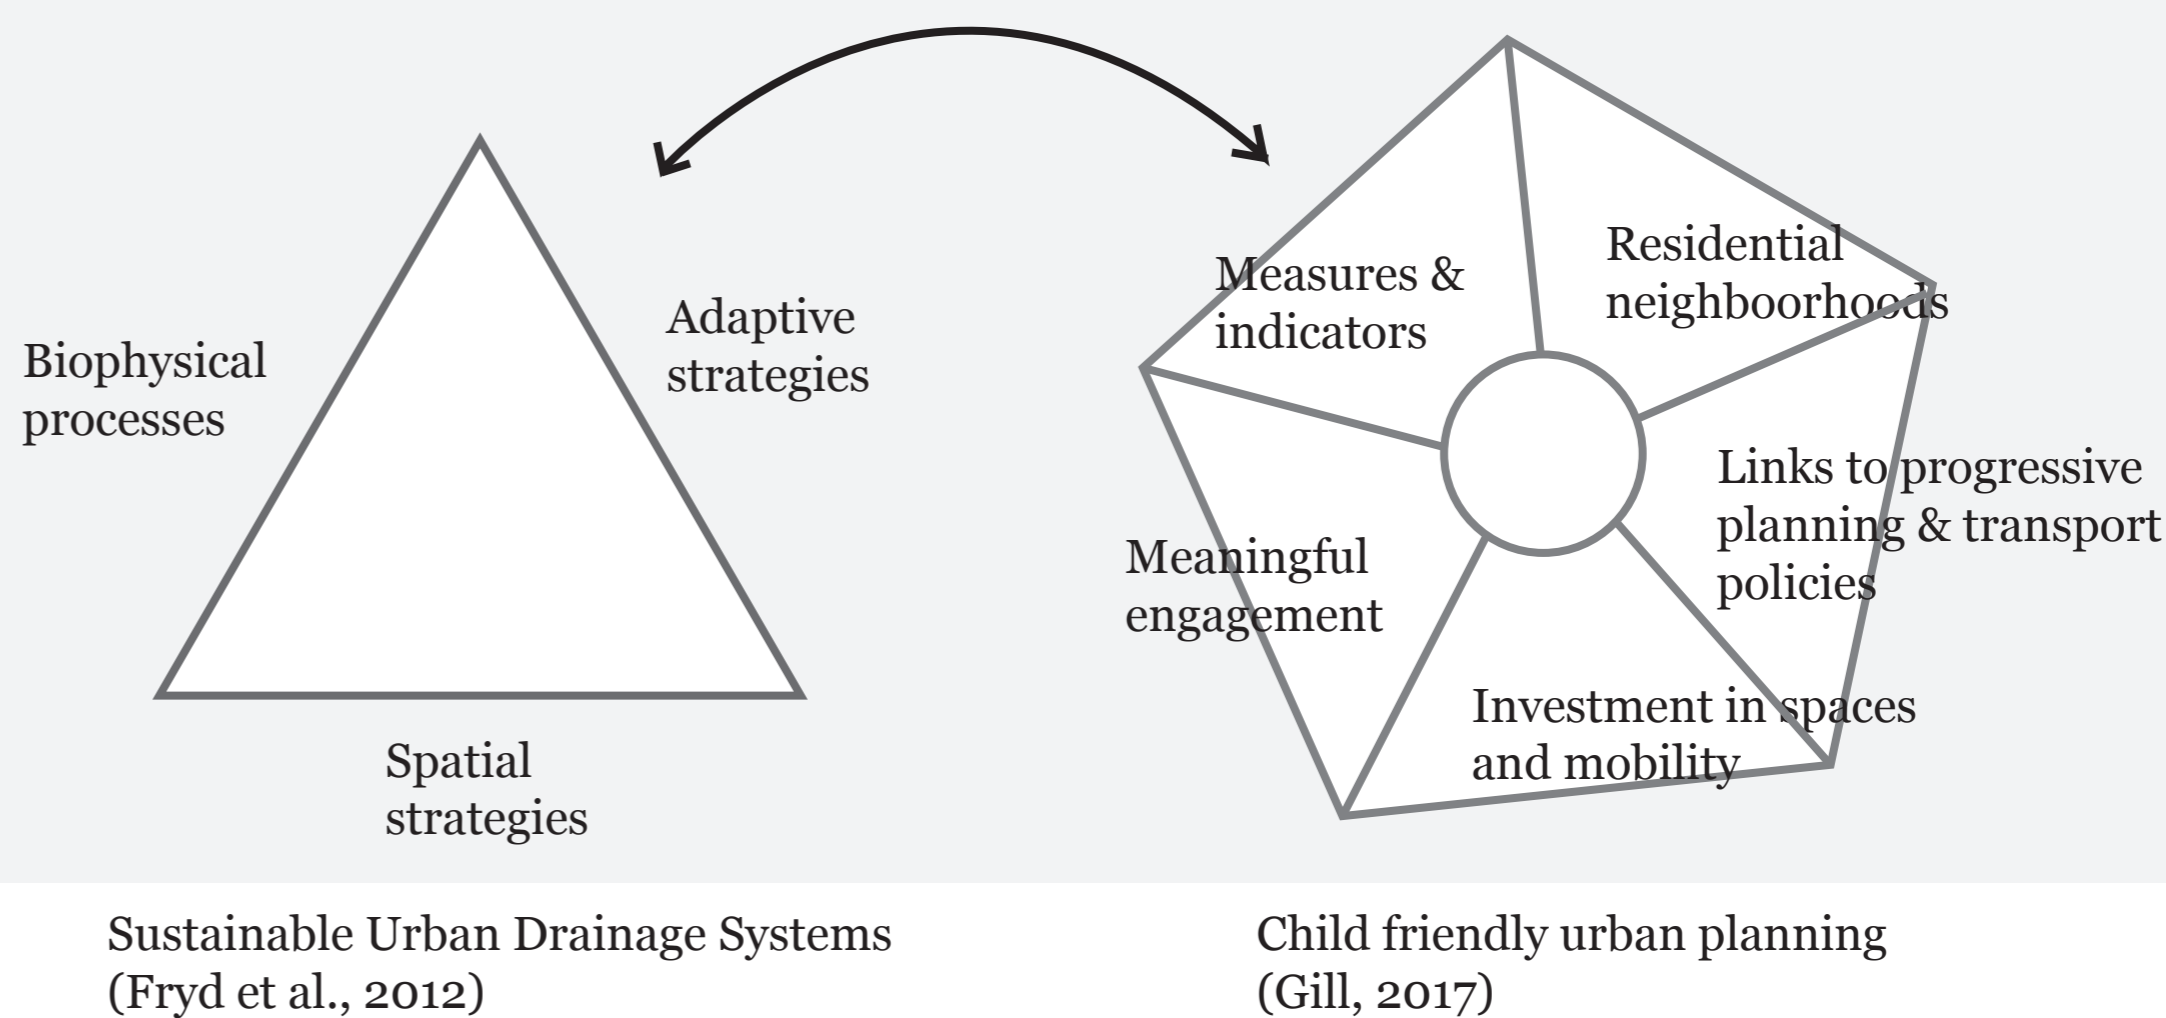 Biophysical
processes
Adaptive
strategies
Spatial
strategies
Sustainable Urban Drainage Systems
(Fryd et al., 2012)
Measures &
indicators
Residential
neighboorhoods
Links to progressive
planning & transport
policies
Meaningful
engagement
Investment in spaces
and mobility
Child friendly urban planning
(Gill, 2017)